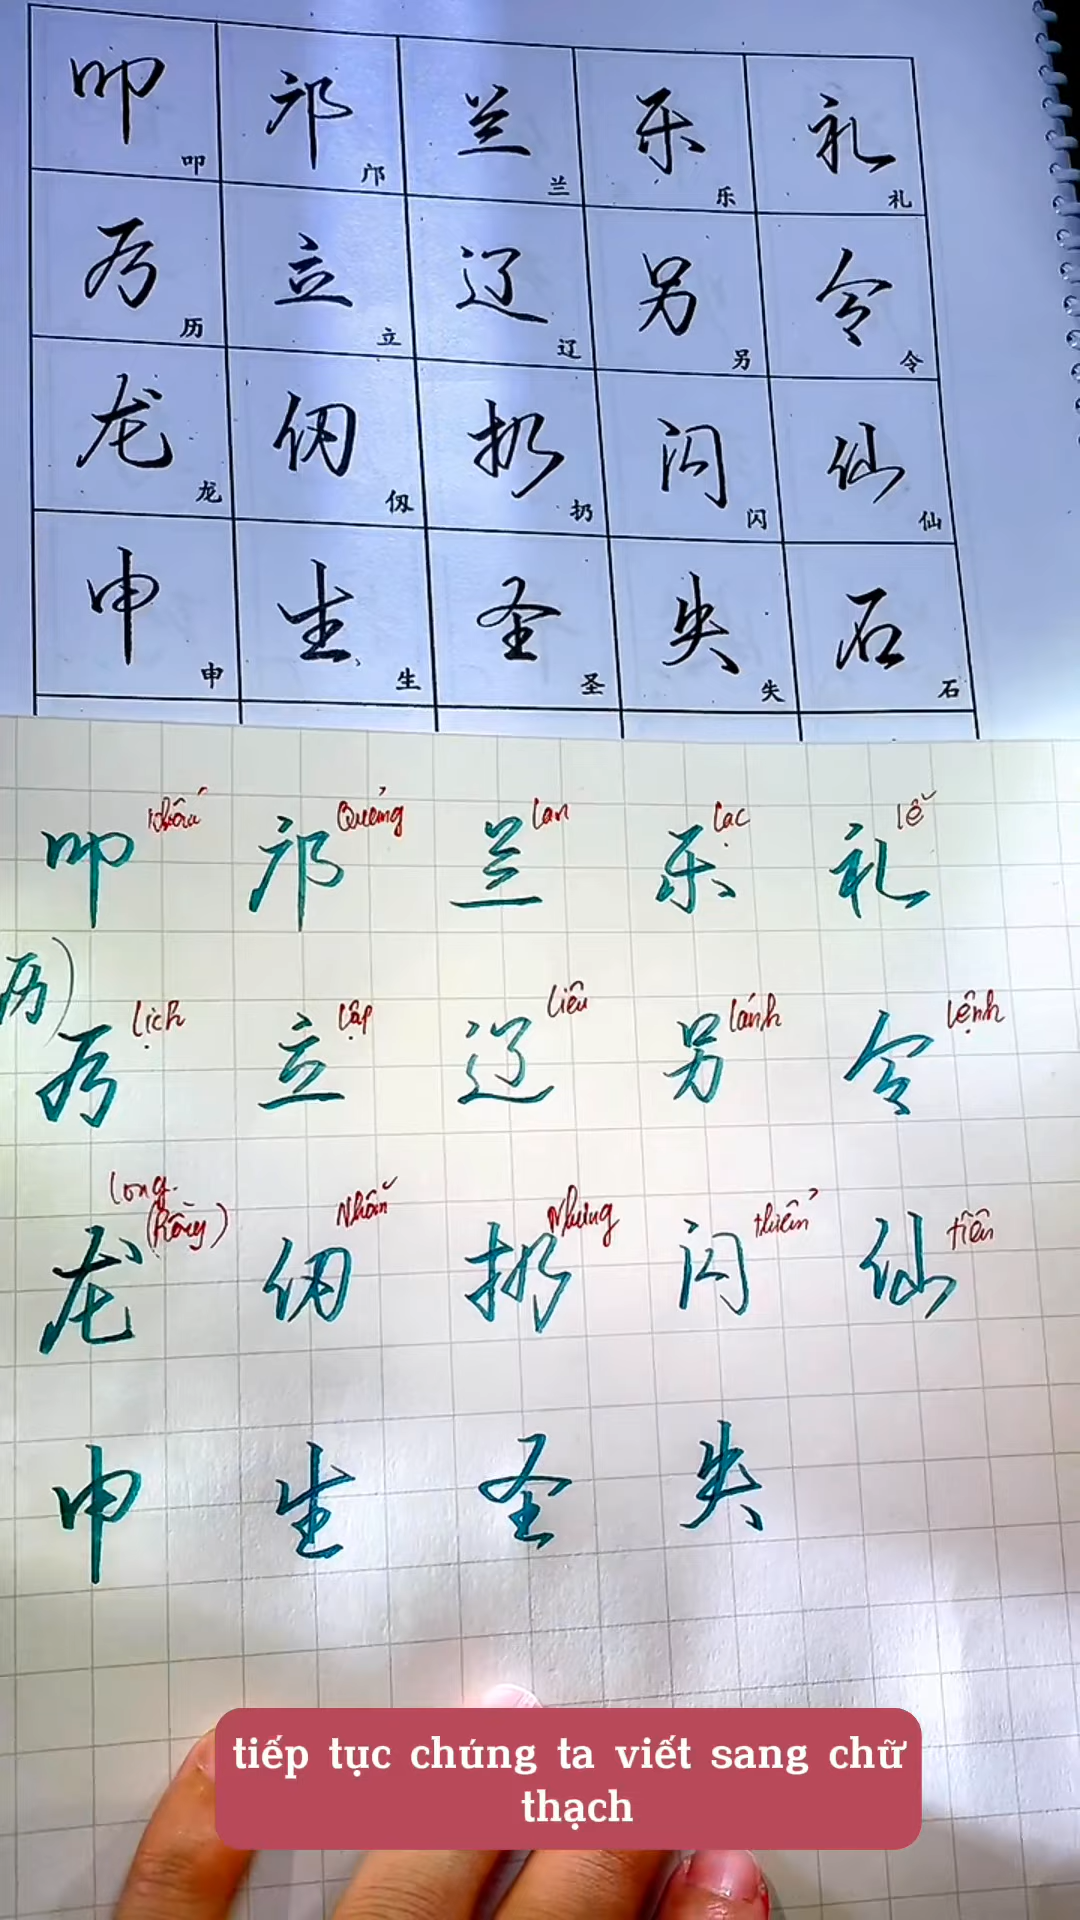 叩 邝 兰 乐 礼
叩 邝 兰 乐 礼
历 立 辽 另 令
历 立 辽 另 令
龙 仞 扔 闪 仙
龙 仞 扔 闪 仙
申 生 圣 失 石
申 生 圣 失 石
khấu Quảng lan lạc lễ
叩 邝 兰 乐 礼
历)
lịch lập liêu lánh lệnh
历 立 辽 另 令
long
(Rồng) Nhẫn Nhưng thiểm tiên
龙 仞 扔 闪 仙
申 生 圣 失
tiếp tục chúng ta viết sang chữ
thạch